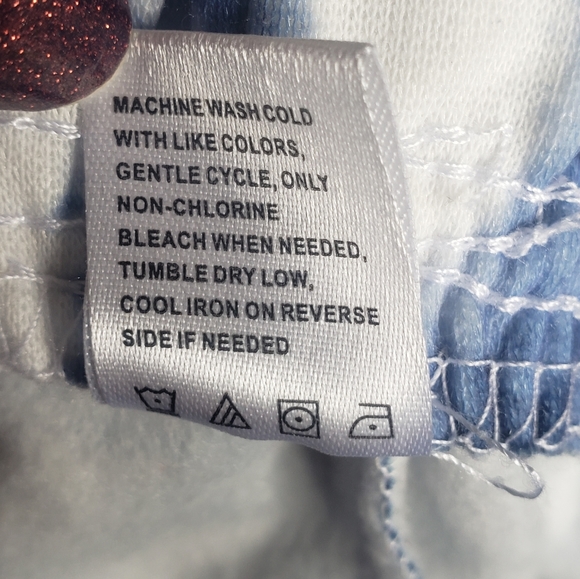 MACHINE WASH COLD
WITH LIKE COLORS,
GENTLE CYCLE, ONLY
NON-CHLORINE
BLEACH WHEN NEEDED,
TUMBLE DRY LOW,
COOL IRON ON REVERSE
SIDE IF NEEDED